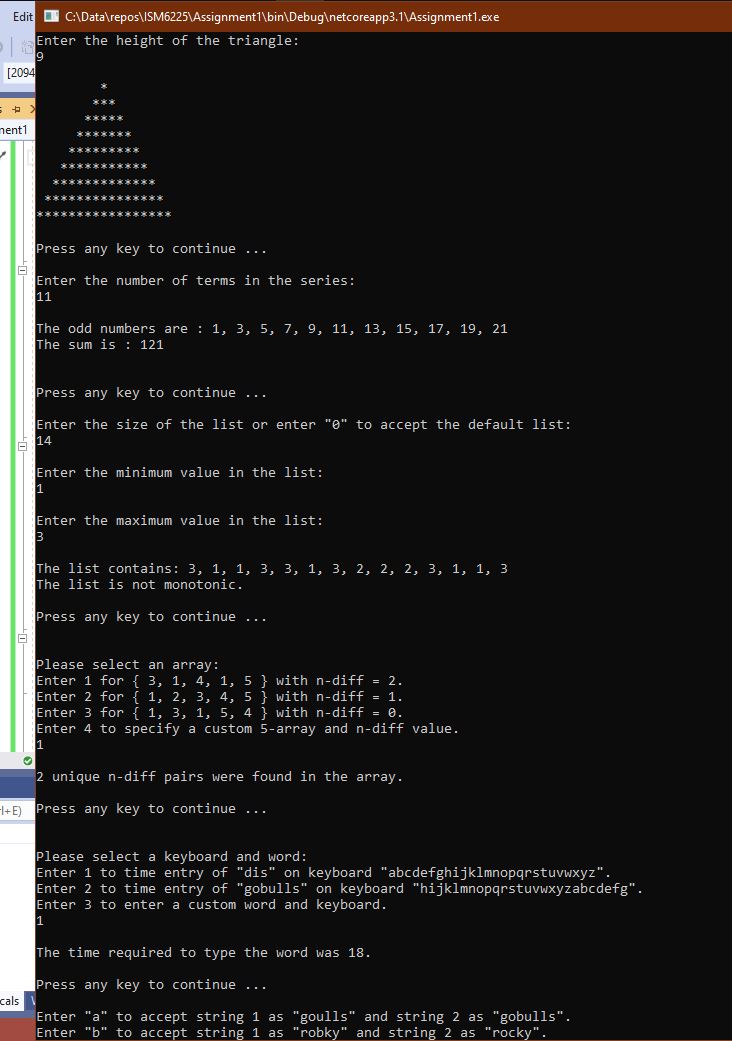 Edit
C:\Data\repos\ISM6225\Assignment1\bin\Debug\netcoreapp3.1\Assignment1.exe
[2094
ment1
Enter the height of the triangle:
9
*
***
*****
*******
*********
***********
*************
***************
*****************
Press any key to continue ...
Enter the number of terms in the series:
11
The odd numbers are : 1, 3, 5, 7, 9, 11, 13, 15, 17, 19, 21
The sum is : 121
Press any key to continue ...
Enter the size of the list or enter "0" to accept the default list:
14
Enter the minimum value in the list:
1
Enter the maximum value in the list:
3
The list contains: 3, 1, 1, 3, 3, 1, 3, 2, 2, 2, 3, 1, 1, 3
The list is not monotonic.
Press any key to continue ...
Please select an array:
Enter 1 for { 3, 1, 4, 1, 5 } with n-diff = 2.
Enter 2 for { 1, 2, 3, 4, 5 } with n-diff = 1.
Enter 3 for { 1, 3, 1, 5, 4 } with n-diff = 0.
Enter 4 to specify a custom 5-array and n-diff value.
1
2 unique n-diff pairs were found in the array.
Press any key to continue ...
rl+E)
Please select a keyboard and word:
Enter 1 to time entry of "dis" on keyboard "abcdefghijklmnopqrstuvwxyz".
Enter 2 to time entry of "gobulls" on keyboard "hijklmnopqrstuvwxyzabcdefg".
Enter 3 to enter a custom word and keyboard.
1
The time required to type the word was 18.
Press any key to continue ...
cals
Enter "a" to accept string 1 as "goulls" and string 2 as "gobulls".
Enter "b" to accept string 1 as "robky" and string 2 as "rocky".